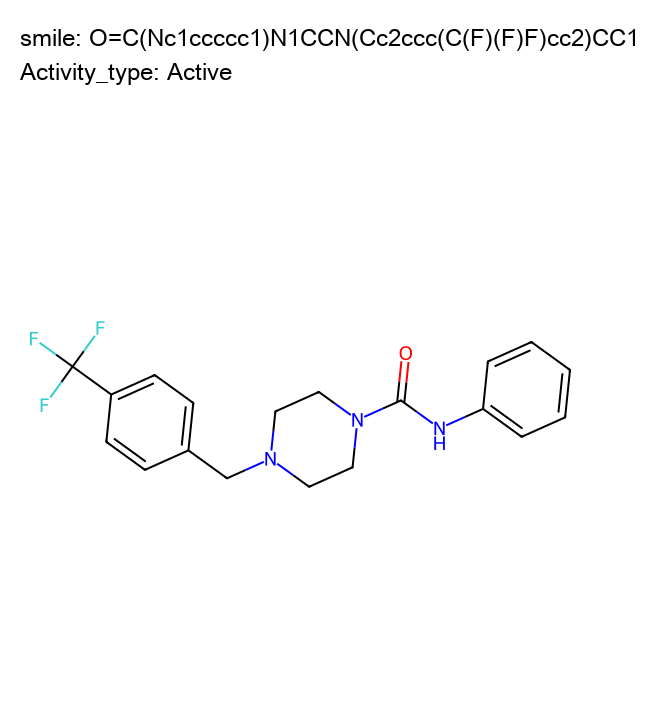 smile: O=C(Nc1ccccc1)N1CCN(Cc2ccc(C(F)(F)F)cc2)CC1
Activity_type: Active
F
F
F
O
N
N
H
N